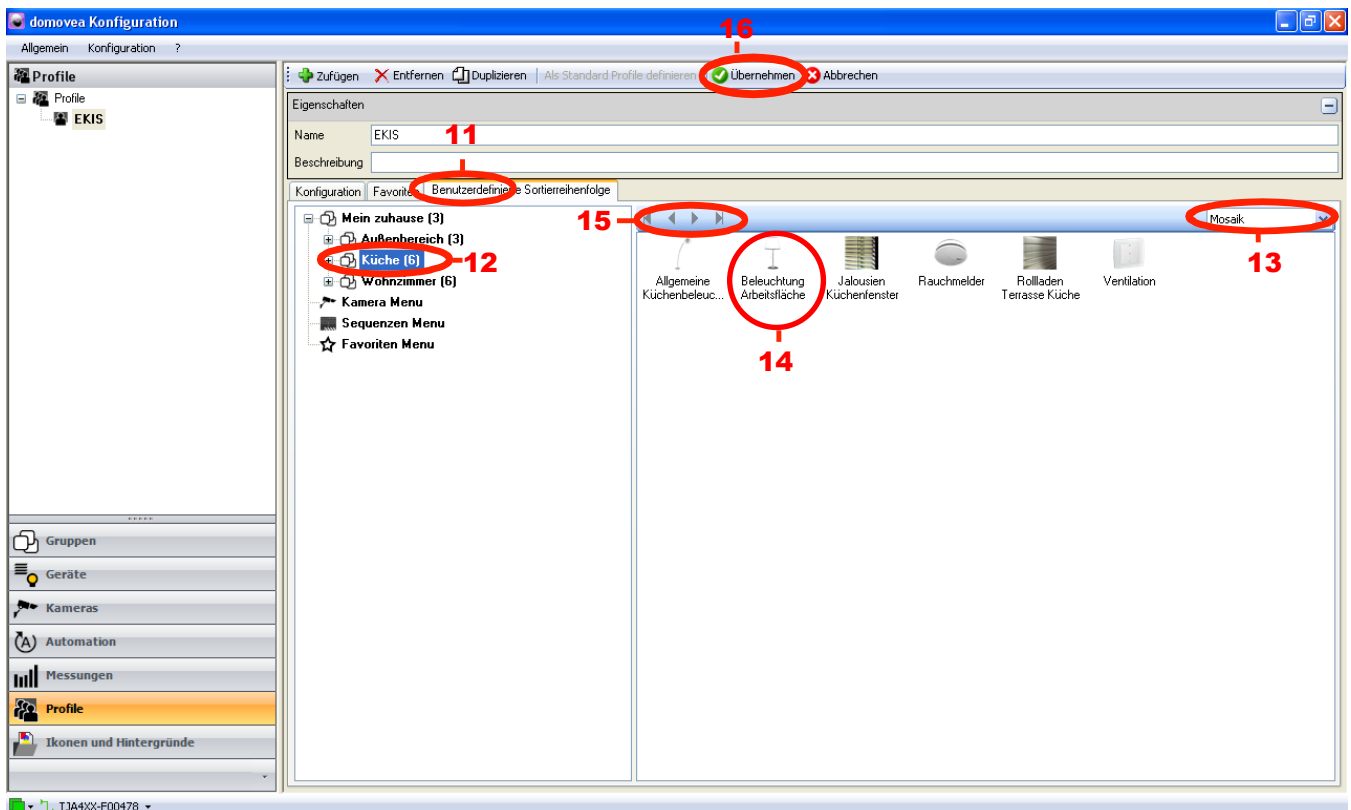 domovea Konfiguration
16
Allgemein Konfiguration ?
Profile
Zufügen Entfernen Duplizieren Als Standard Profile definieren Übernehmen Abbrechen
Profile
EKIS
Eigenschaften
Name EKIS
11
Beschreibung
Konfiguration Favoriten Benutzerdefinierte Sortierreihenfolge
Mein zuhause (3)
15
Mosaik
Außenbereich (3)
Küche (6)
12
13
Wohnzimmer (6)
Kamera Menu
Sequenzen Menu
Favoriten Menu
Allgemeine Küchenbeleuc...
Beleuchtung Arbeitsfläche
Jalousien Küchenfenster
Rauchmelder
Rollladen Terrasse Küche
Ventilation
14
Gruppen
Geräte
Kameras
Automation
Messungen
Profile
Ikonen und Hintergründe
TJA4XX-F00478